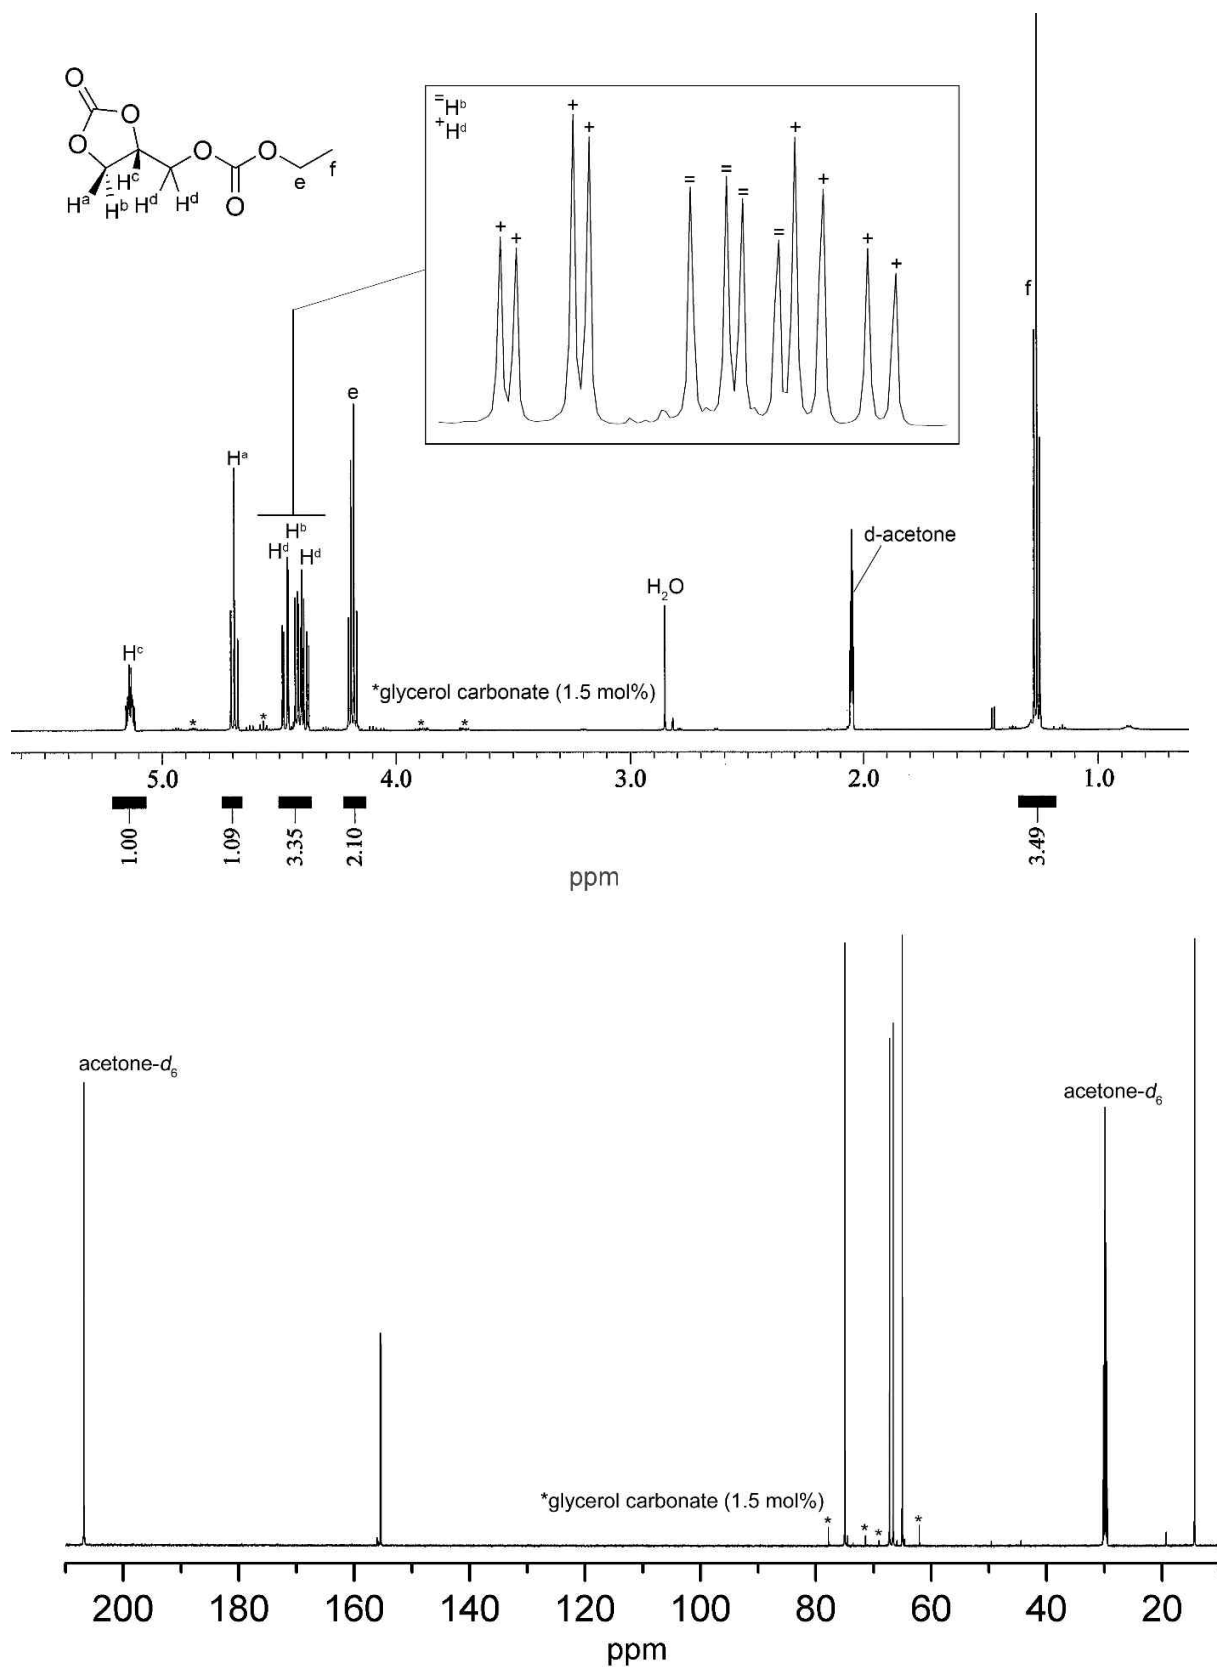 O
O
O
O
O
O
f
e
H^c
H^a
H^b
H^d
H^d
=H^b
+H^d
+
+
+
+
=
=
=
=
+
+
+
+
f
e
H^a
H^b
H^d
H^d
d-acetone
H₂O
H^c
*glycerol carbonate (1.5 mol%)
*
*
*
*
5.0 4.0 3.0 2.0 1.0
1.00
1.09
3.35
2.10
3.49
ppm
acetone-d₆
acetone-d₆
*glycerol carbonate (1.5 mol%)
*
*
*
*
200 180 160 140 120 100 80 60 40 20
ppm